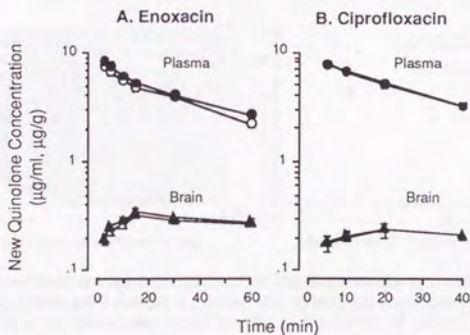 A. Enoxacin
B. Ciprofloxacin
New Quinolone Concentration
(μg/ml, μg/g)
10
1
.1
Plasma
Brain
0 20 40 60
10
1
.1
Plasma
Brain
0 10 20 30 40
Time (min)